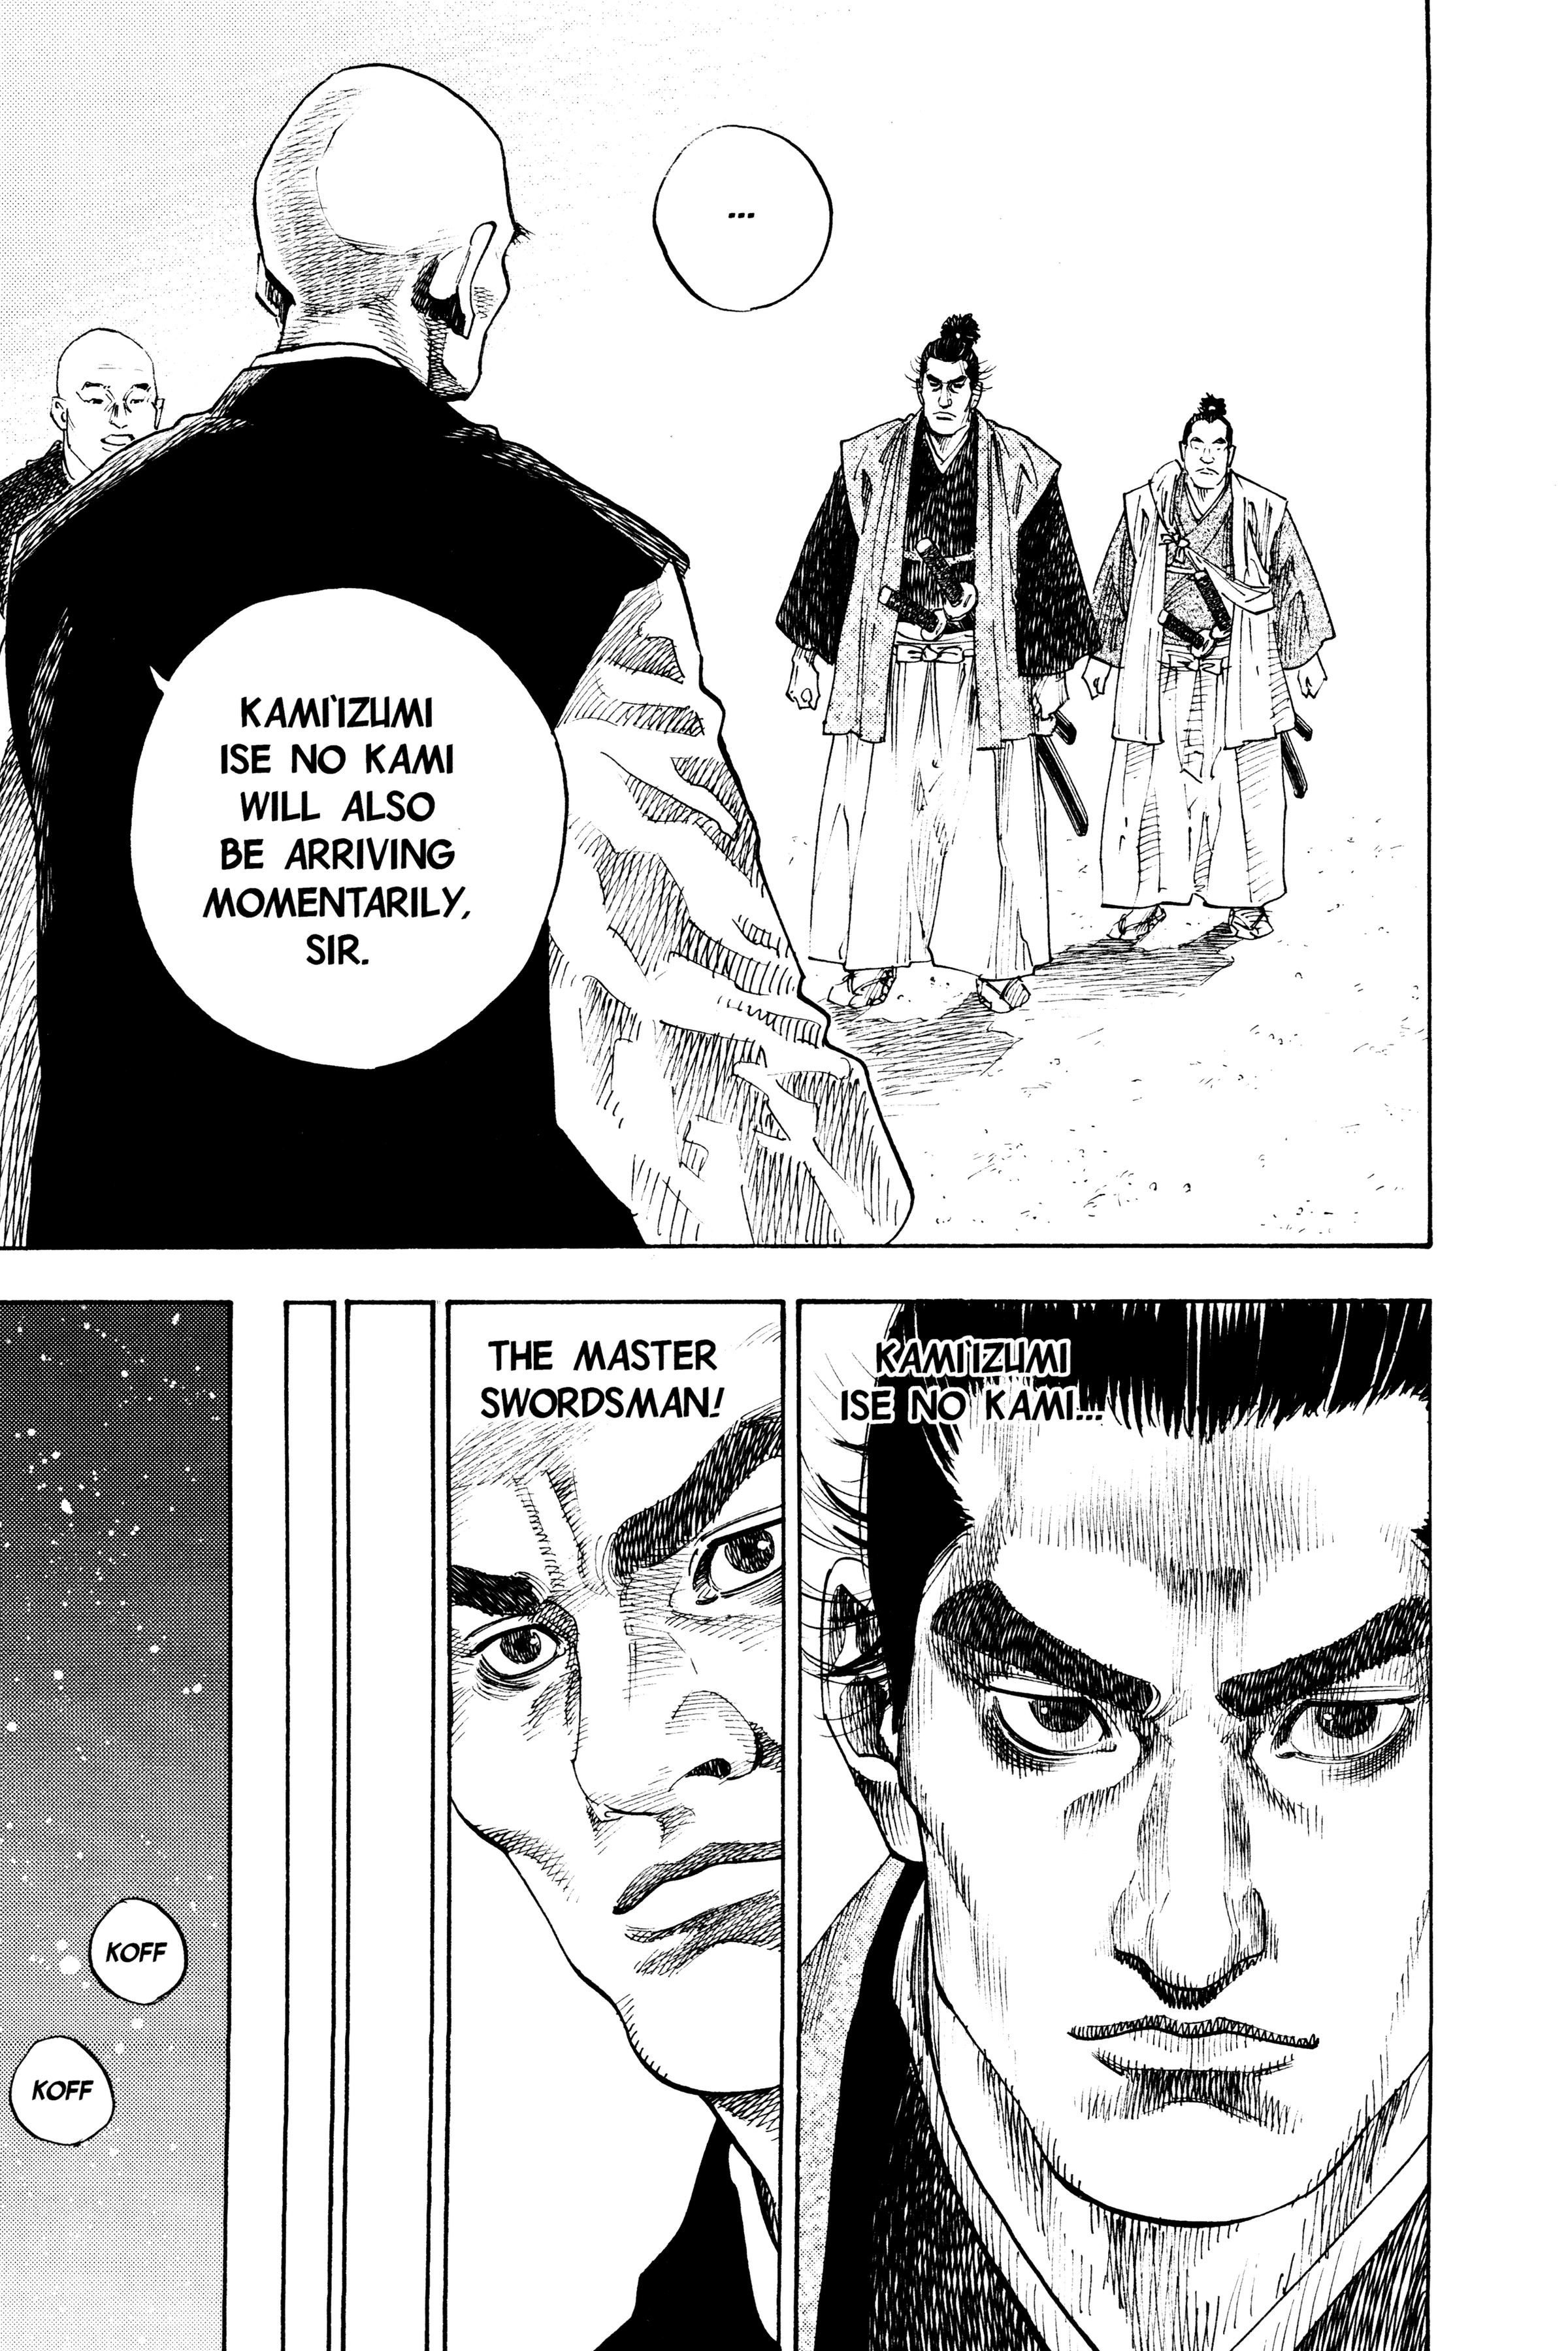 ...
KAMI'IZUMI
ISE NO KAMI
WILL ALSO
BE ARRIVING
MOMENTARILY,
SIR.
KAMI'IZUMI
ISE NO KAMI...
THE MASTER
SWORDSMAN!
KOFF
KOFF